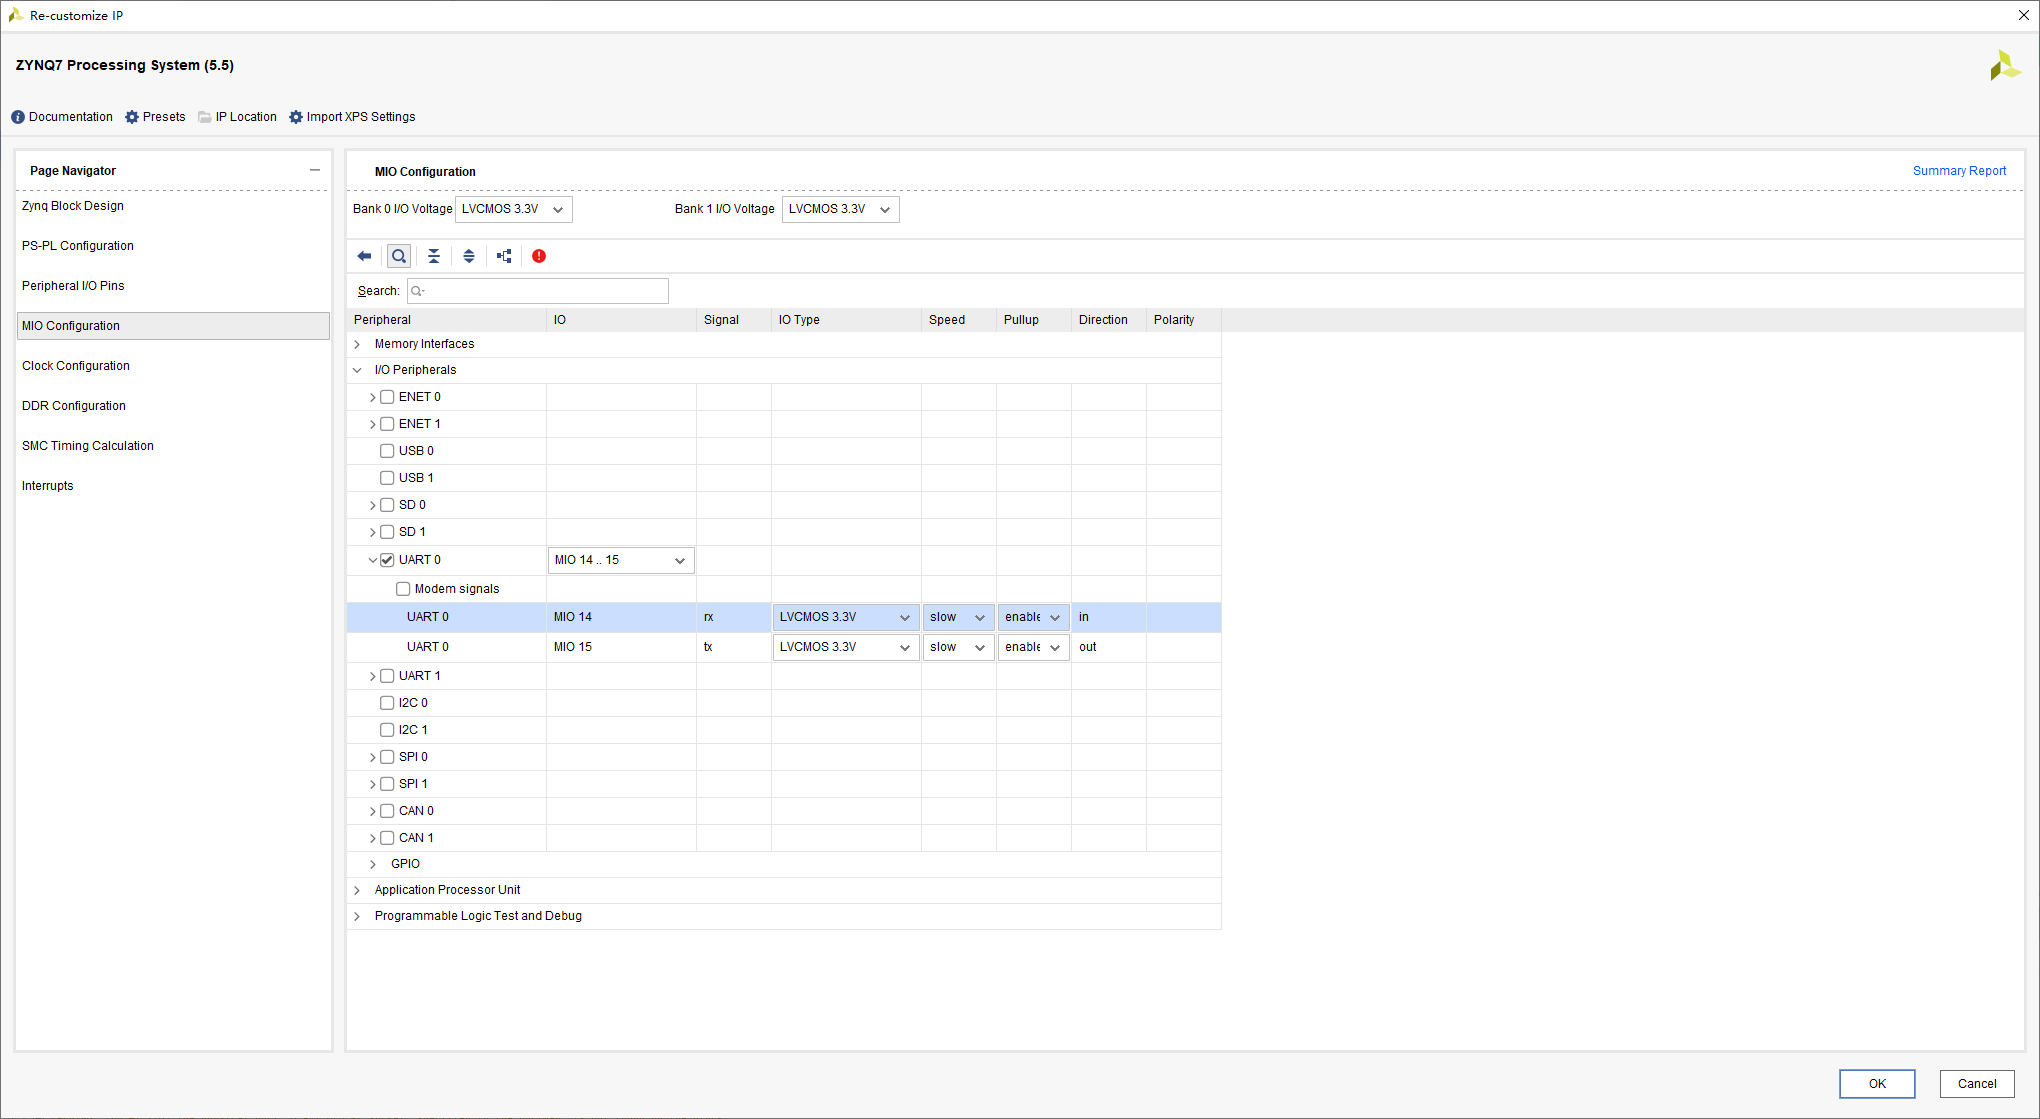 Re-customize IP
ZYNQ7 Processing System (5.5)
Documentation Presets IP Location Import XPS Settings
Page Navigator
Zynq Block Design
PS-PL Configuration
Peripheral I/O Pins
MIO Configuration
Clock Configuration
DDR Configuration
SMC Timing Calculation
Interrupts
MIO Configuration Summary Report
Bank 0 I/O Voltage LVCMOS 3.3V Bank 1 I/O Voltage LVCMOS 3.3V
Search:
Peripheral IO Signal IO Type Speed Pullup Direction Polarity
Memory Interfaces
I/O Peripherals
ENET 0
ENET 1
USB 0
USB 1
SD 0
SD 1
UART 0 MIO 14 .. 15
Modem signals
UART 0 MIO 14 rx LVCMOS 3.3V slow enable in
UART 0 MIO 15 tx LVCMOS 3.3V slow enable out
UART 1
I2C 0
I2C 1
SPI 0
SPI 1
CAN 0
CAN 1
GPIO
Application Processor Unit
Programmable Logic Test and Debug
OK Cancel